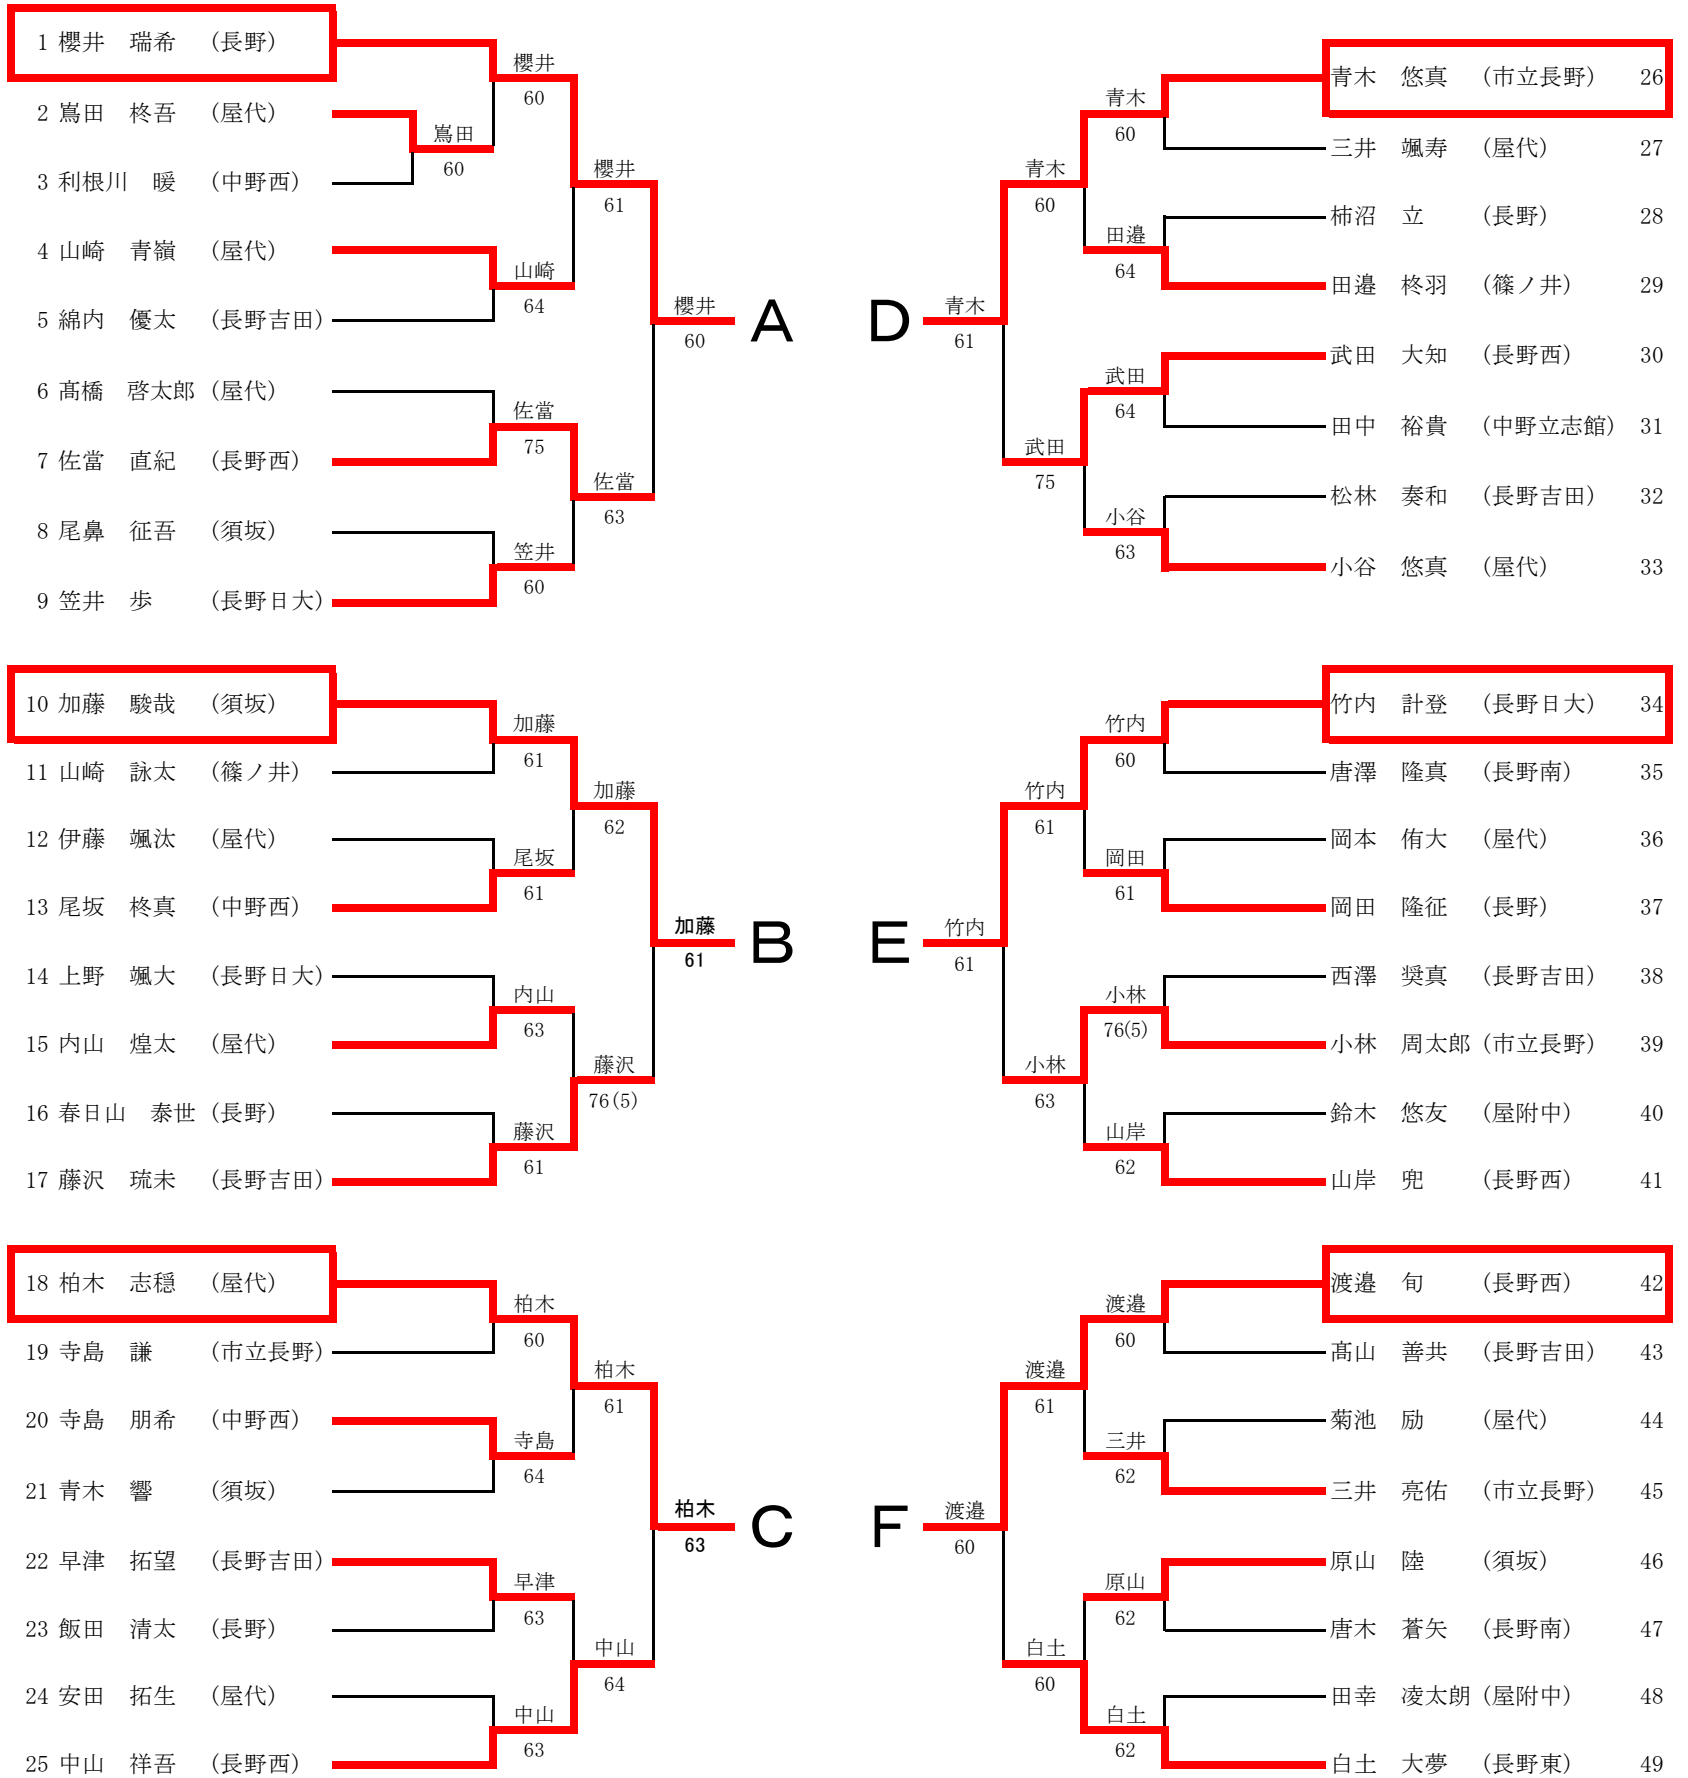 1 櫻井 瑞希 (長野)
2 嶌田 柊吾 (屋代)
3 利根川 暖 (中野西)
4 山崎 青嶺 (屋代)
5 綿内 優太 (長野吉田)
6 髙橋 啓太郎 (屋代)
7 佐當 直紀 (長野西)
8 尾鼻 征吾 (須坂)
9 笠井 歩 (長野日大)
嶌田
60
櫻井
60
山崎
64
佐當
75
笠井
60
櫻井
61
佐當
63
櫻井
60
A
D
青木
61
青木
60
武田
75
青木
60
田邉
64
武田
64
小谷
63
青木 悠真 (市立長野) 26
三井 颯寿 (屋代) 27
柿沼 立 (長野) 28
田邉 柊羽 (篠ノ井) 29
武田 大知 (長野西) 30
田中 裕貴 (中野立志館) 31
松林 奏和 (長野吉田) 32
小谷 悠真 (屋代) 33
10 加藤 駿哉 (須坂)
11 山崎 詠太 (篠ノ井)
12 伊藤 颯汰 (屋代)
13 尾坂 柊真 (中野西)
14 上野 颯大 (長野日大)
15 内山 煌太 (屋代)
16 春日山 泰世 (長野)
17 藤沢 琉未 (長野吉田)
加藤
61
尾坂
61
内山
63
藤沢
61
加藤
62
藤沢
76(5)
加藤
61
B
E
竹内
61
竹内
61
小林
63
竹内
60
岡田
61
小林
76(5)
山岸
62
竹内 計登 (長野日大) 34
唐澤 隆真 (長野南) 35
岡本 侑大 (屋代) 36
岡田 隆征 (長野) 37
西澤 奨真 (長野吉田) 38
小林 周太郎 (市立長野) 39
鈴木 悠友 (屋附中) 40
山岸 兜 (長野西) 41
18 柏木 志穏 (屋代)
19 寺島 謙 (市立長野)
20 寺島 朋希 (中野西)
21 青木 響 (須坂)
22 早津 拓望 (長野吉田)
23 飯田 清太 (長野)
24 安田 拓生 (屋代)
25 中山 祥吾 (長野西)
柏木
60
寺島
64
早津
63
中山
63
柏木
61
中山
64
柏木
63
C
F
渡邉
60
渡邉
61
白土
60
渡邉
60
三井
62
原山
62
白土
62
渡邉 旬 (長野西) 42
髙山 善共 (長野吉田) 43
菊池 励 (屋代) 44
三井 亮佑 (市立長野) 45
原山 陸 (須坂) 46
唐木 蒼矢 (長野南) 47
田幸 凌太朗 (屋附中) 48
白土 大夢 (長野東) 49